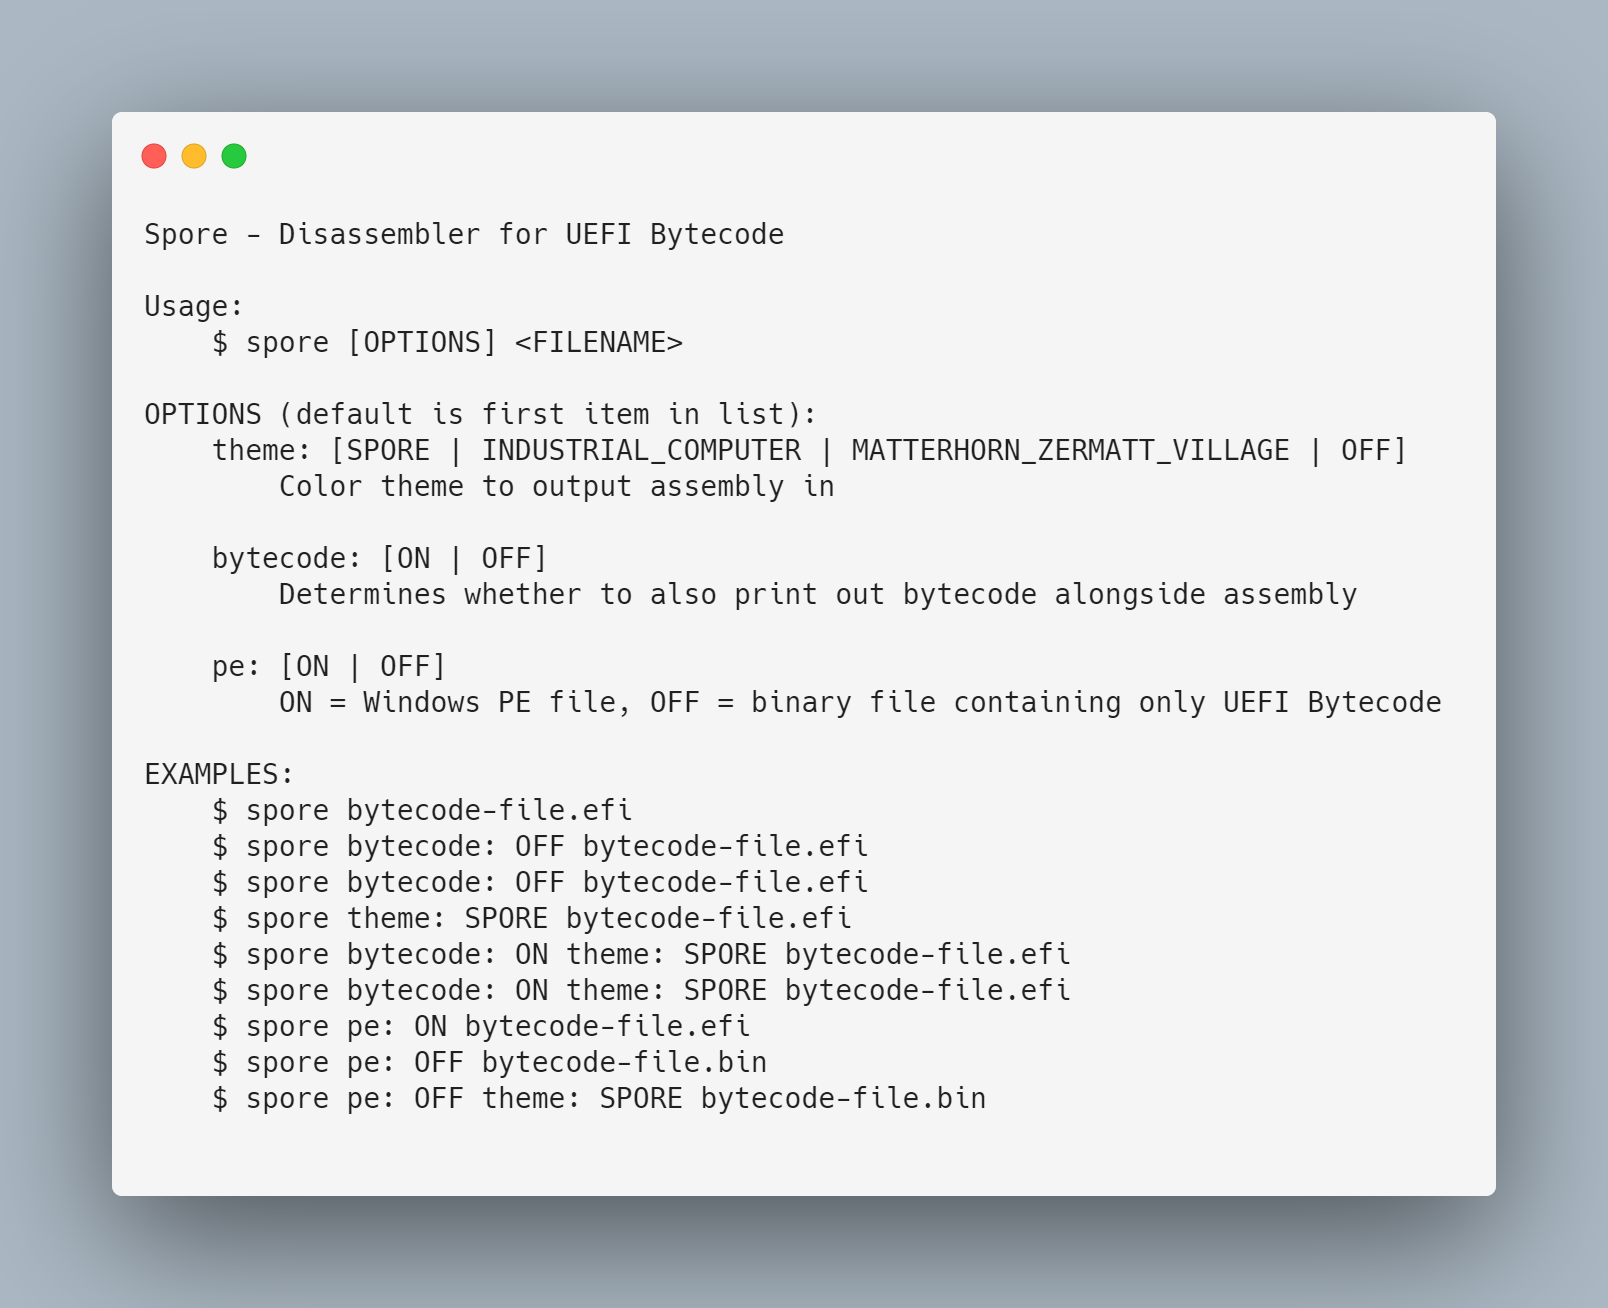 Spore - Disassembler for UEFI Bytecode
Usage:
$ spore [OPTIONS] <FILENAME>
OPTIONS (default is first item in list):
theme: [SPORE | INDUSTRIAL_COMPUTER | MATTERHORN_ZERMATT_VILLAGE | OFF]
Color theme to output assembly in
bytecode: [ON | OFF]
Determines whether to also print out bytecode alongside assembly
pe: [ON | OFF]
ON = Windows PE file, OFF = binary file containing only UEFI Bytecode
EXAMPLES:
$ spore bytecode-file.efi
$ spore bytecode: OFF bytecode-file.efi
$ spore bytecode: OFF bytecode-file.efi
$ spore theme: SPORE bytecode-file.efi
$ spore bytecode: ON theme: SPORE bytecode-file.efi
$ spore bytecode: ON theme: SPORE bytecode-file.efi
$ spore pe: ON bytecode-file.efi
$ spore pe: OFF bytecode-file.bin
$ spore pe: OFF theme: SPORE bytecode-file.bin